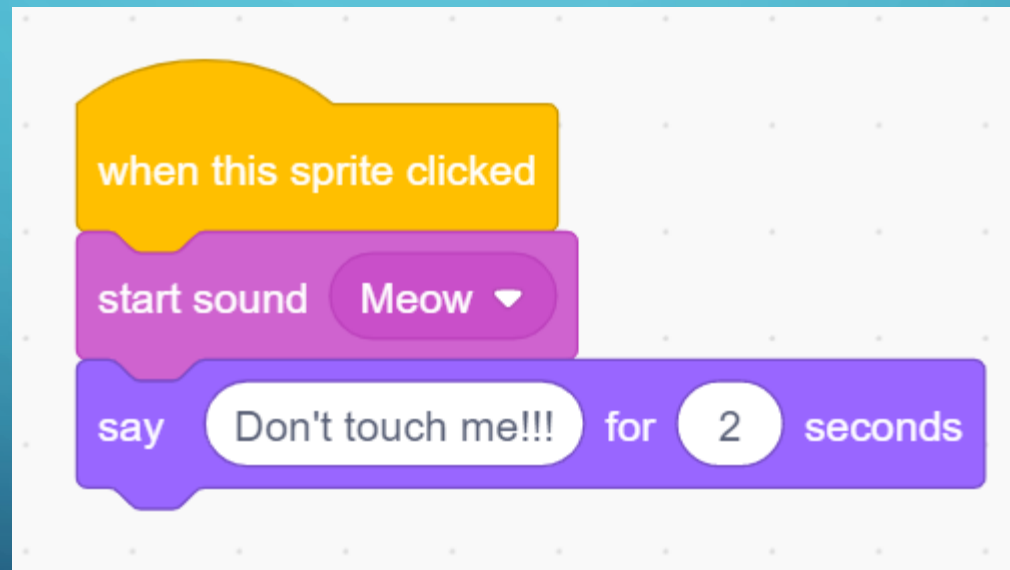 when this sprite clicked
start sound Meow
say Don't touch me!!! for 2 seconds